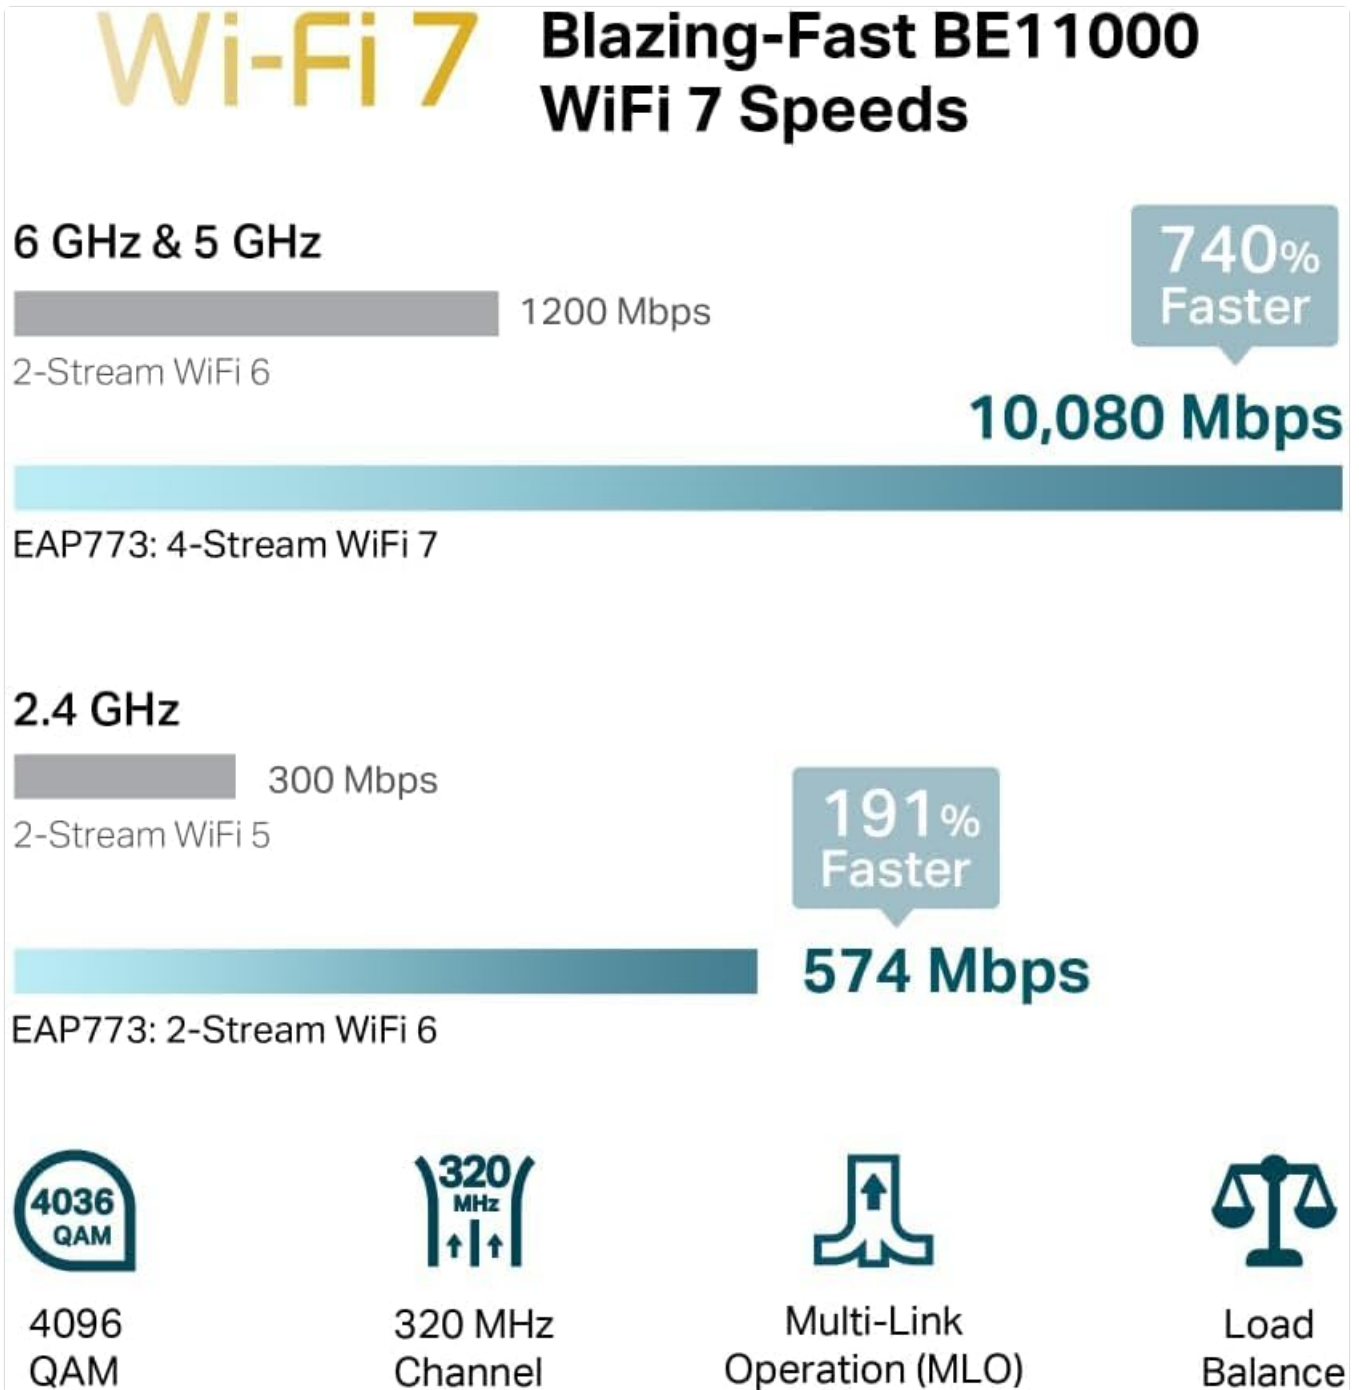 Wi-Fi 7
Blazing-Fast BE11000
WiFi 7 Speeds
6 GHz & 5 GHz
1200 Mbps
2-Stream WiFi 6
740%
Faster
10,080 Mbps
EAP773: 4-Stream WiFi 7
2.4 GHz
300 Mbps
2-Stream WiFi 5
191%
Faster
574 Mbps
EAP773: 2-Stream WiFi 6
4036
QAM
320
MHz
4096
QAM
320 MHz
Channel
Multi-Link
Operation (MLO)
Load
Balance